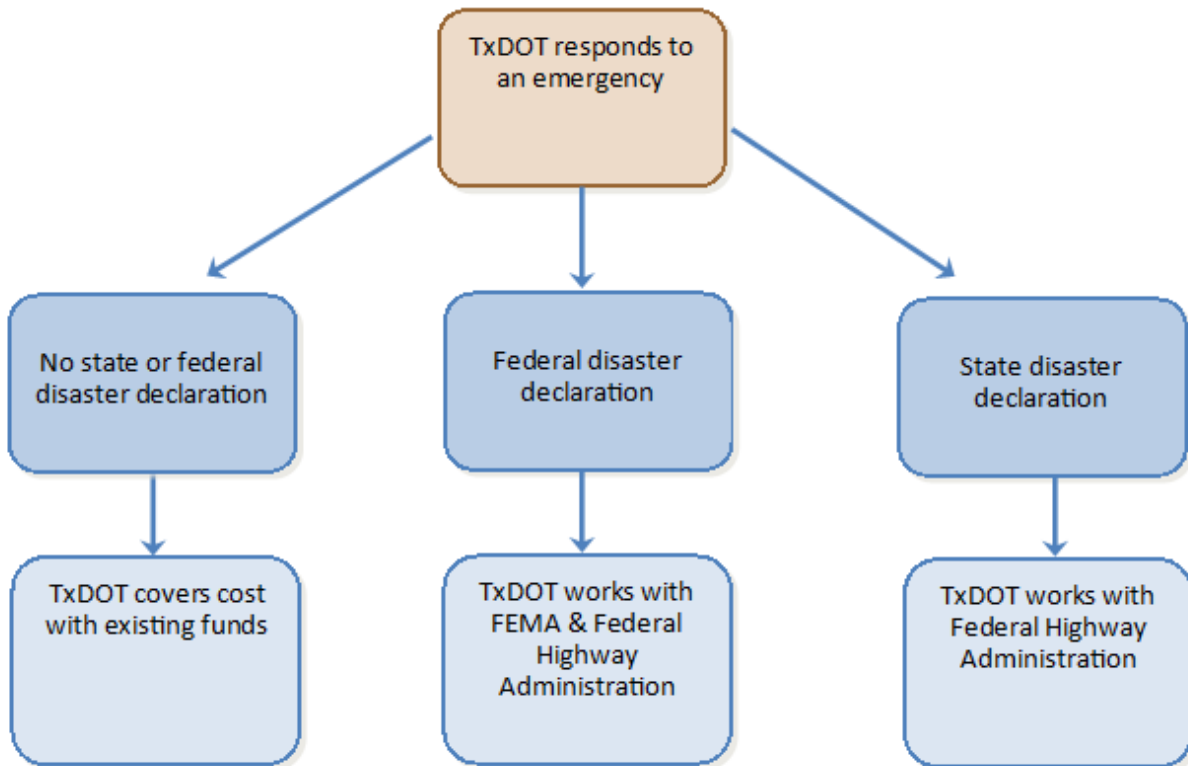 TxDOT responds to
an emergency
No state or federal
disaster declaration
Federal disaster
declaration
State disaster
declaration
TxDOT covers cost
with existing funds
TxDOT works with
FEMA & Federal
Highway
Administration
TxDOT works with
Federal Highway
Administration